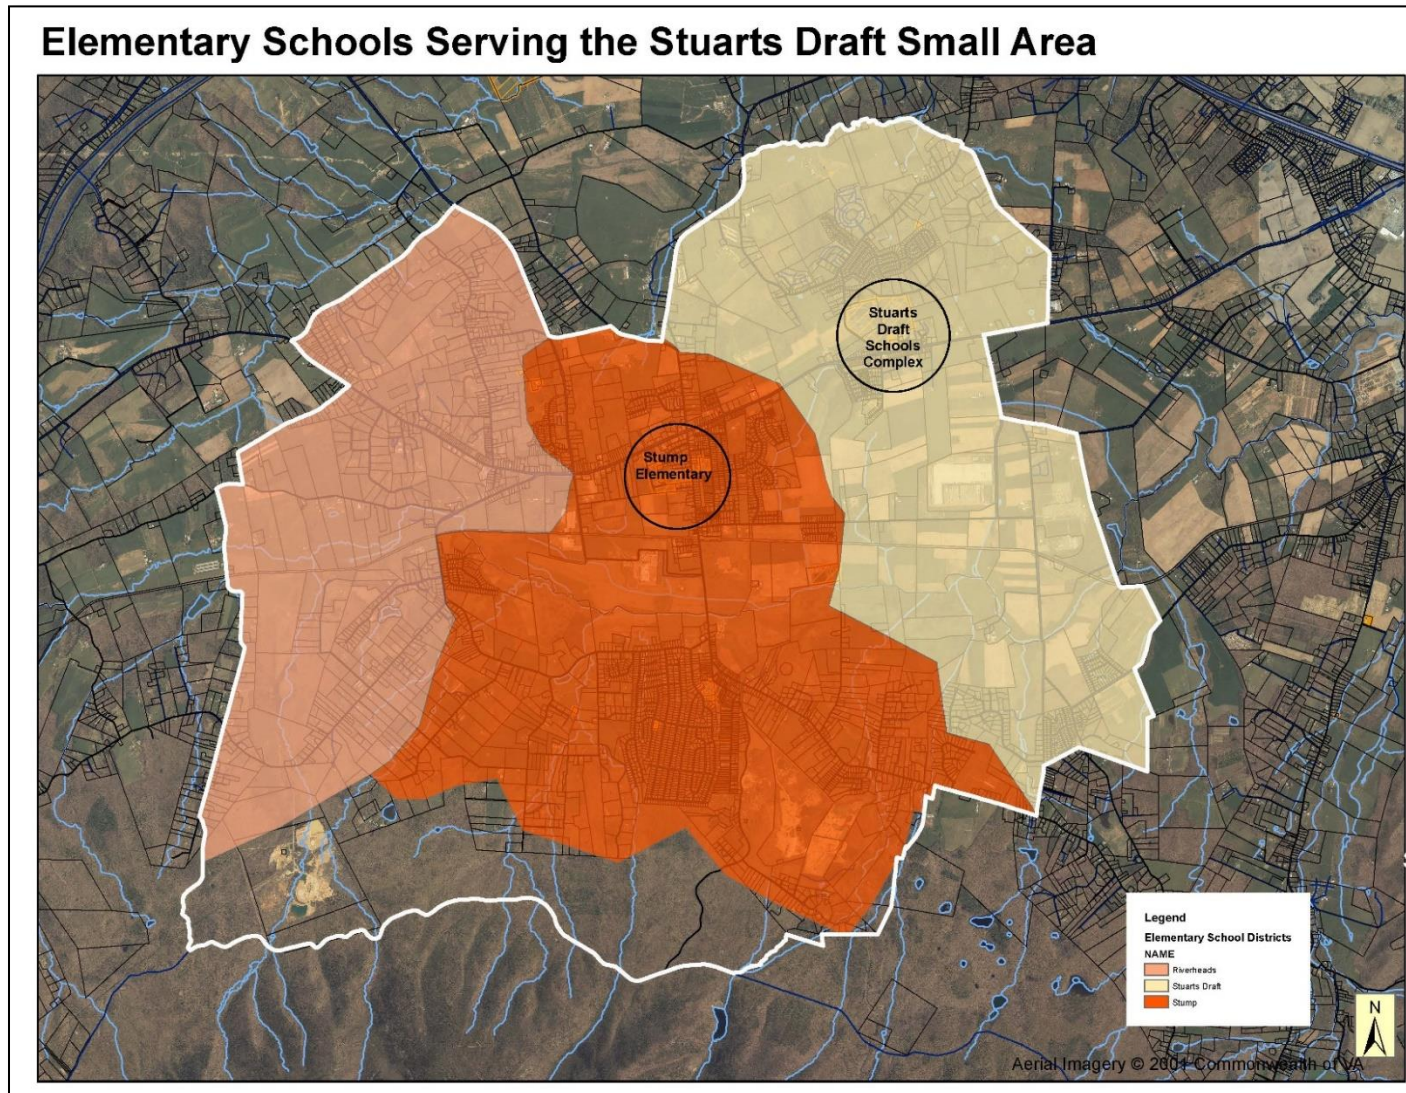 Elementary Schools Serving the Stuarts Draft Small Area
Stuarts
Draft
Schools
Complex
Stump
Elementary
Legend
Elementary School Districts
NAME
Riverheads
Stuarts Draft
Stump
N
Aerial Imagery © 2001 Commonwealth of VA